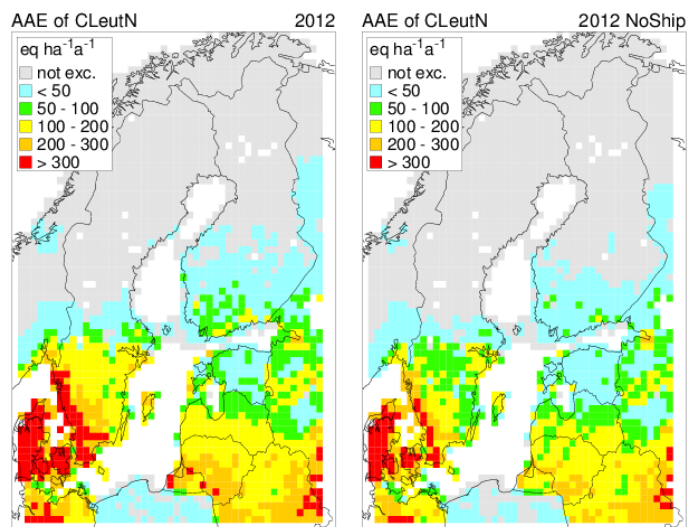 AAE of CLeutN 2012
eq ha⁻¹a⁻¹
not exc.
< 50
50 - 100
100 - 200
200 - 300
> 300
AAE of CLeutN 2012 NoShip
eq ha⁻¹a⁻¹
not exc.
< 50
50 - 100
100 - 200
200 - 300
> 300